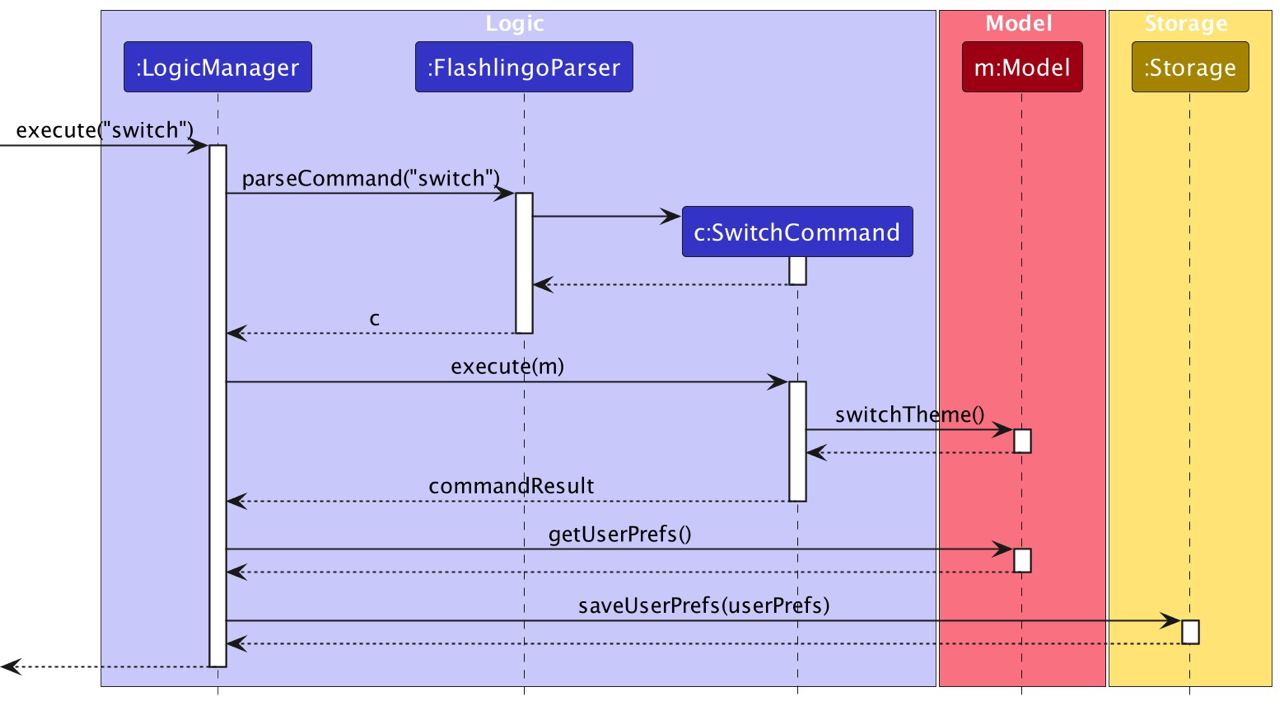 Logic
Model
Storage
:LogicManager
:FlashlingoParser
m:Model
:Storage
execute("switch")
parseCommand("switch")
c:SwitchCommand
c
execute(m)
switchTheme()
commandResult
getUserPrefs()
saveUserPrefs(userPrefs)